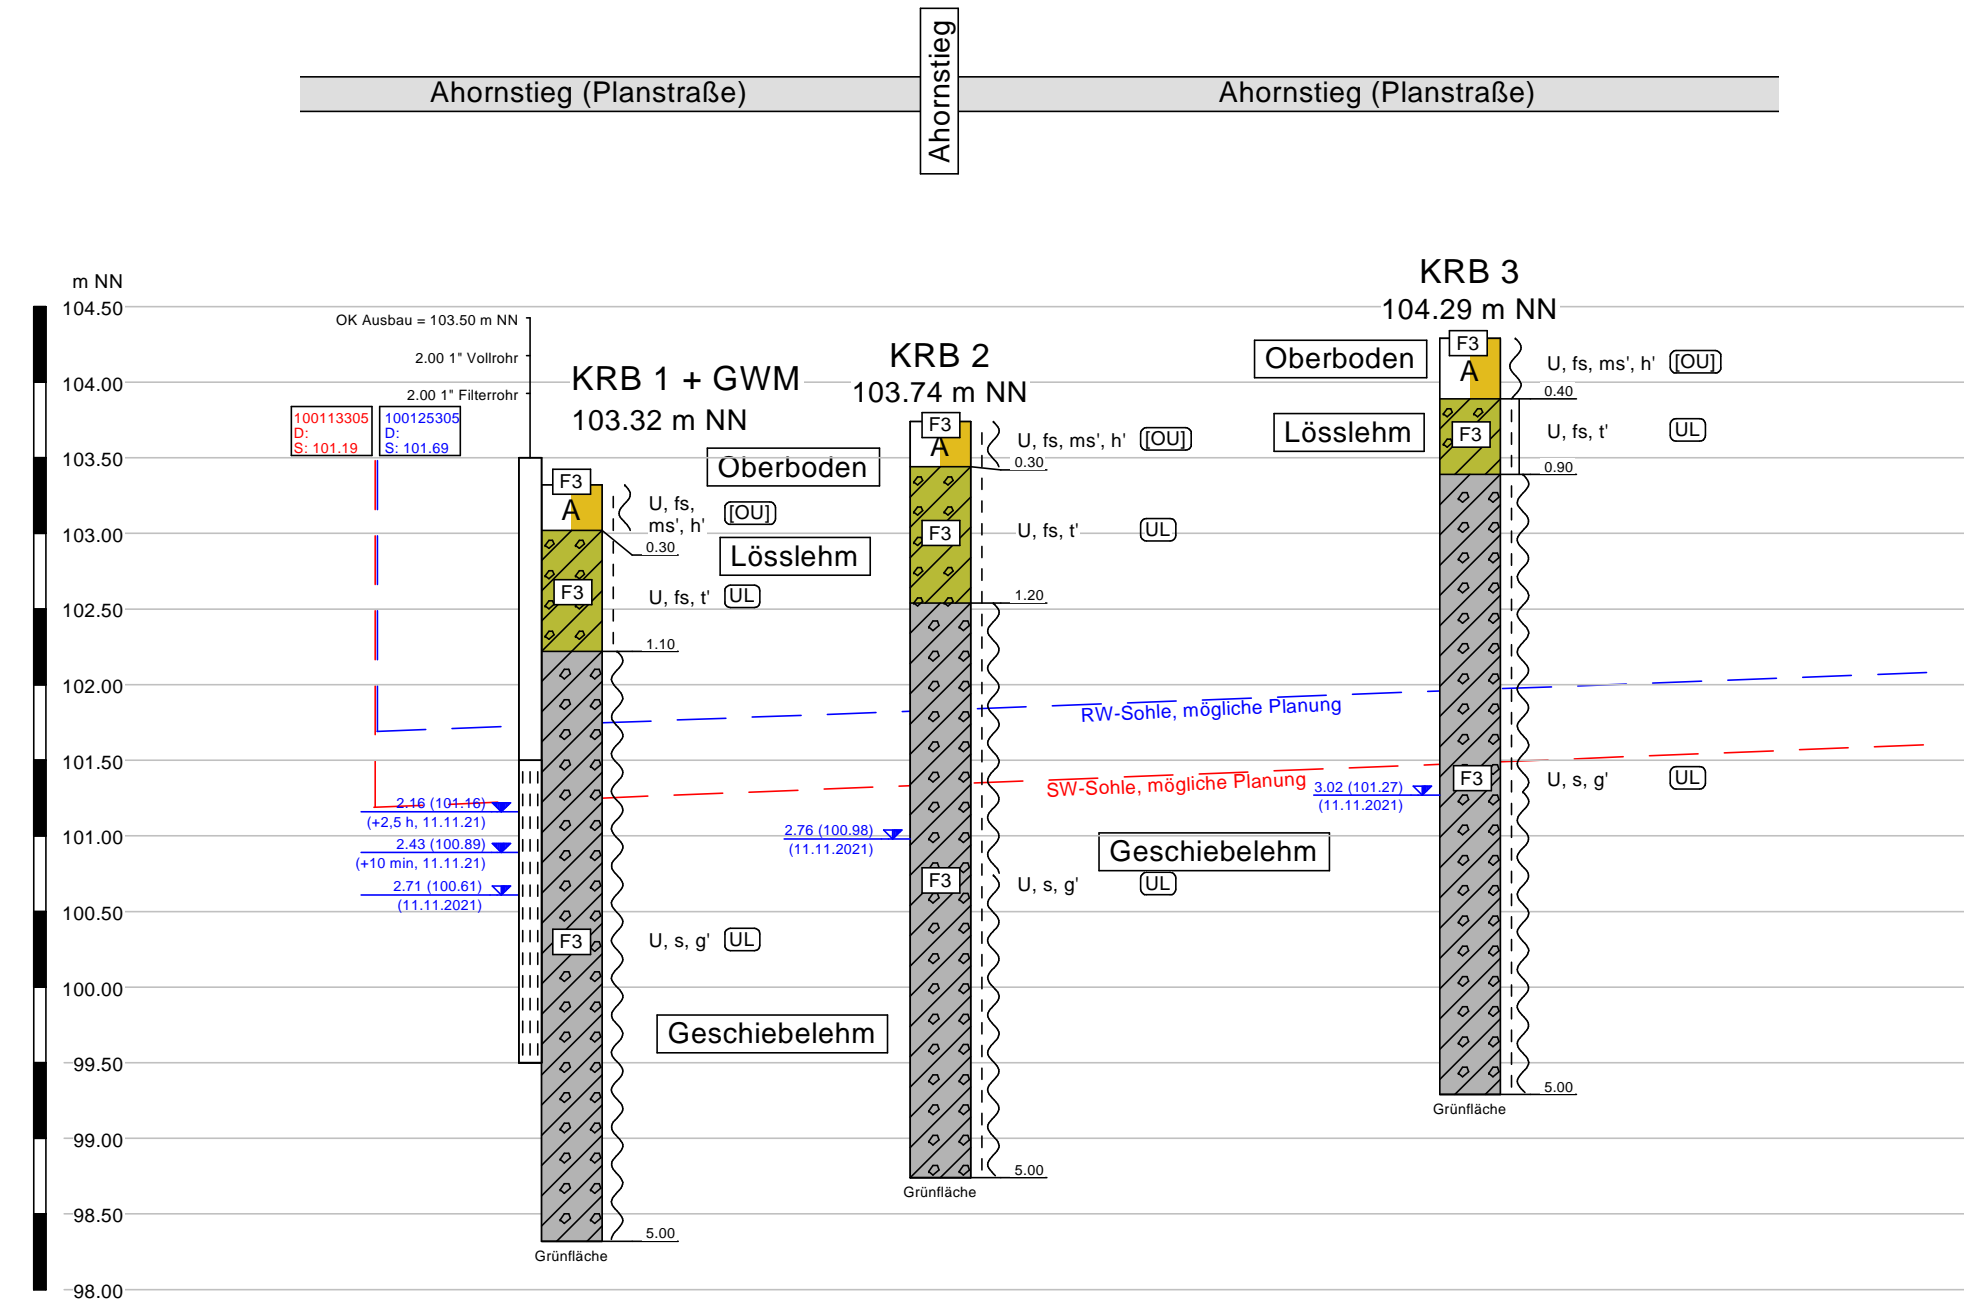 Ahornstieg (Planstraße)
Ahornstieg
Ahornstieg (Planstraße)
m NN
104.50
104.00
103.50
103.00
102.50
102.00
101.50
101.00
100.50
100.00
99.50
99.00
98.50
98.00
OK Ausbau = 103.50 m NN
2.00 1" Vollrohr
2.00 1" Filterrohr
100113305
D:
S: 101.19
100125305
D:
S: 101.69
2.16 (101.16)
(+2,5 h, 11.11.21)
2.43 (100.89)
(+10 min, 11.11.21)
2.71 (100.61)
(11.11.2021)
KRB 1 + GWM
103.32 m NN
F3
A
U, fs,
ms', h'
[OU]
0.30
Oberboden
Lösslehm
F3
U, fs, t'
UL
1.10
F3
U, s, g'
UL
Geschiebelehm
5.00
Grünfläche
KRB 2
103.74 m NN
F3
A
U, fs, ms', h'
[OU]
0.30
F3
U, fs, t'
UL
1.20
2.76 (100.98)
(11.11.2021)
F3
U, s, g'
UL
Geschiebelehm
5.00
Grünfläche
RW-Sohle, mögliche Planung
SW-Sohle, mögliche Planung
KRB 3
104.29 m NN
Oberboden
F3
A
U, fs, ms', h'
[OU]
0.40
Lösslehm
F3
U, fs, t'
UL
0.90
3.02 (101.27)
(11.11.2021)
F3
U, s, g'
UL
5.00
Grünfläche